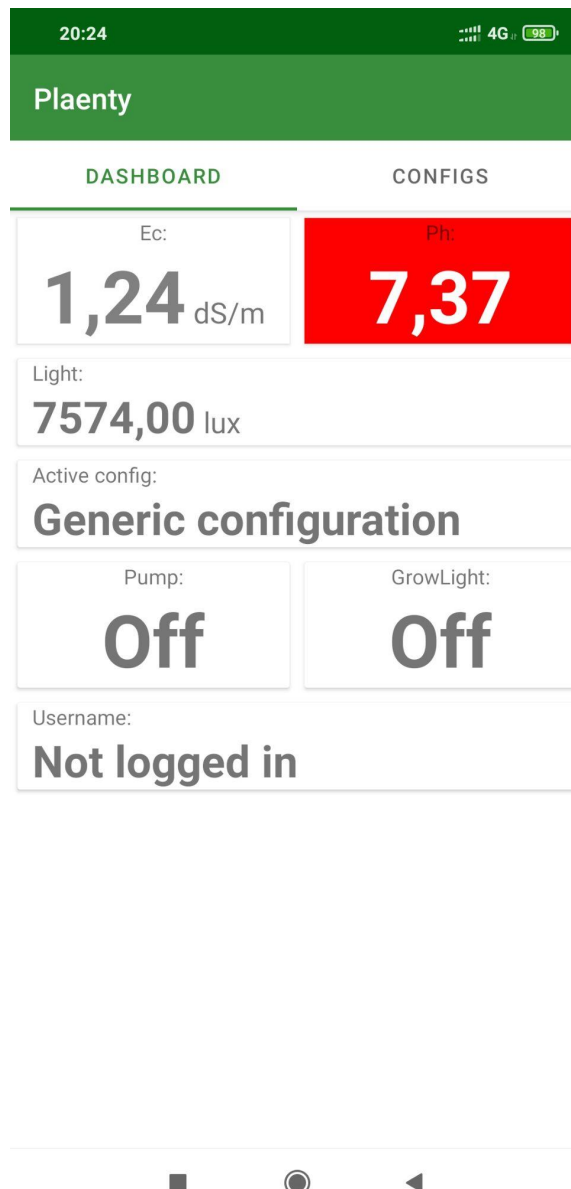 20:24 4G 98
Plaenty
DASHBOARD CONFIGS
Ec: Ph:
1,24 dS/m 7,37
Light:
7574,00 lux
Active config:
Generic configuration
Pump: GrowLight:
Off Off
Username:
Not logged in